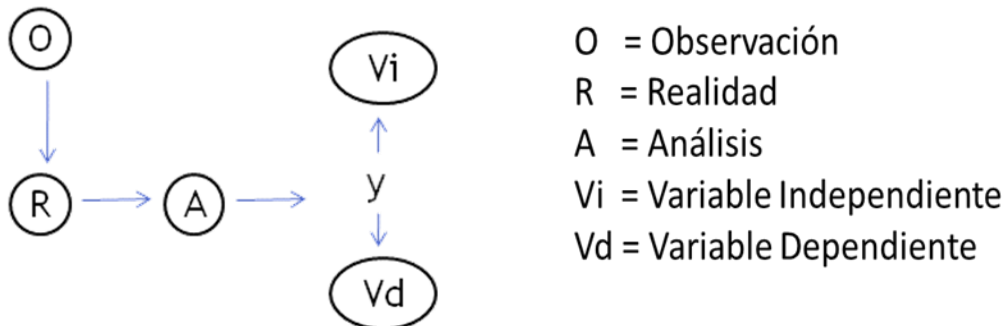 O
Vi
R
A
y
Vd
O = Observación
R = Realidad
A = Análisis
Vi = Variable Independiente
Vd = Variable Dependiente